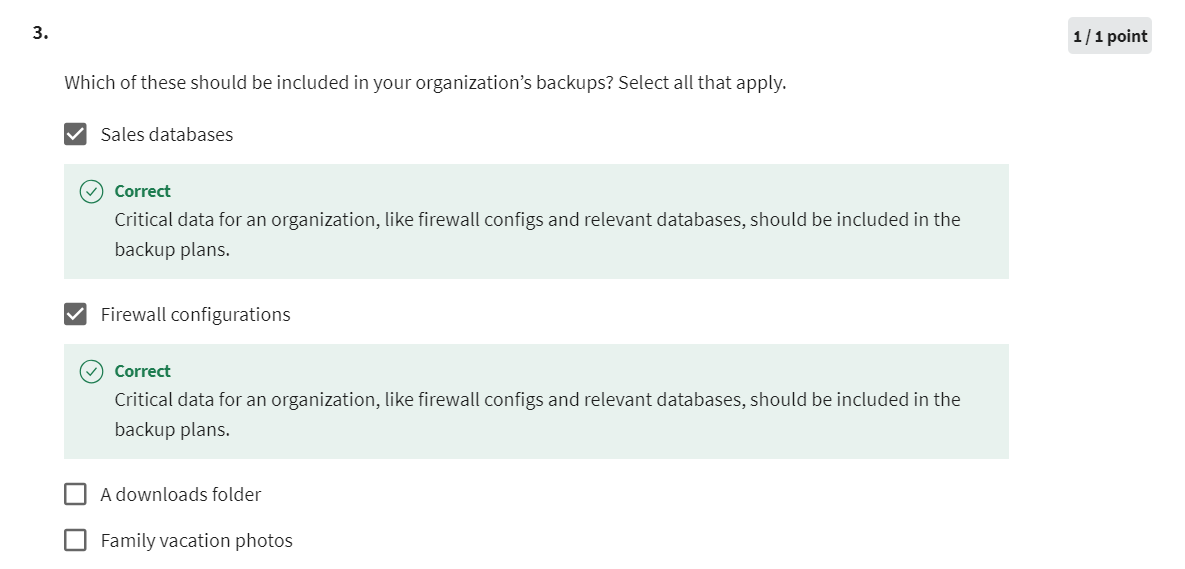 3.
1 / 1 point
Which of these should be included in your organization’s backups? Select all that apply.
Sales databases
Correct
Critical data for an organization, like firewall configs and relevant databases, should be included in the
backup plans.
Firewall configurations
Correct
Critical data for an organization, like firewall configs and relevant databases, should be included in the
backup plans.
A downloads folder
Family vacation photos